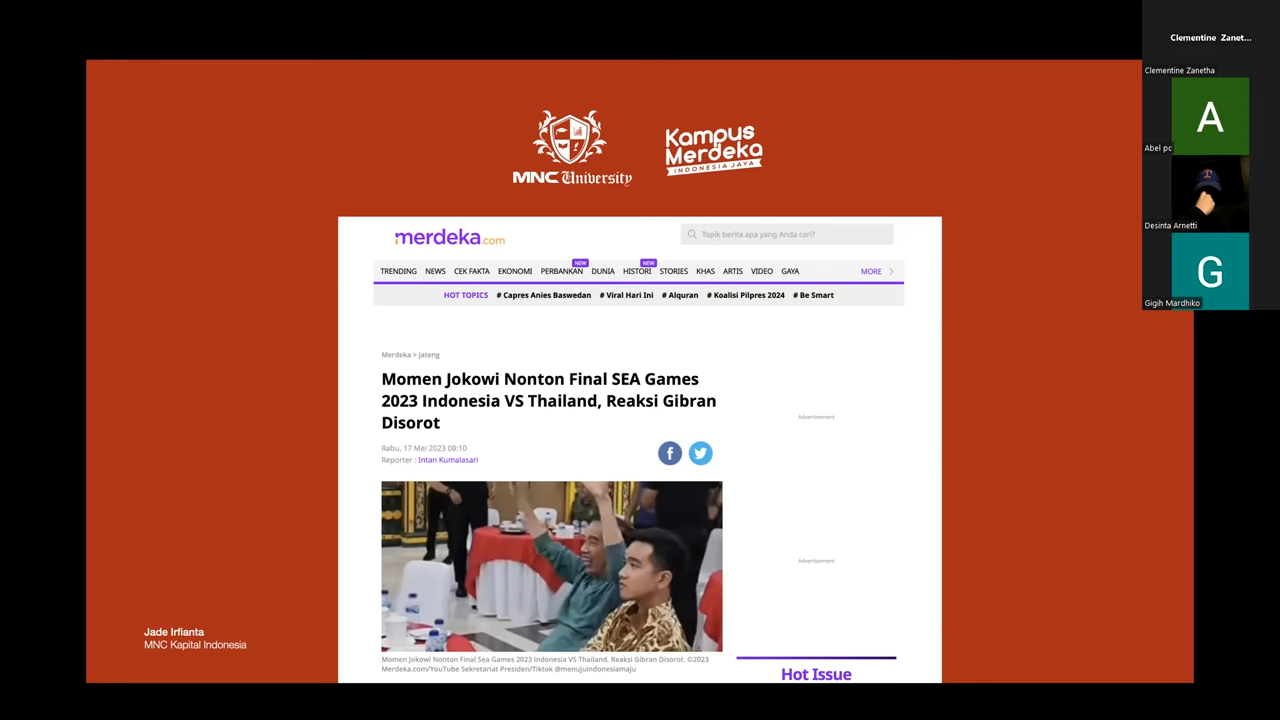 Clementine Zanet...
Clementine Zanetha
A
Abel pc
T
Desinta Arnetti
G
Gigih Mardhiko
MNC University
Kampus
Merdeka
INDONESIA JAYA
merdeka.com
Topik berita apa yang Anda cari?
NEW NEW
TRENDING NEWS CEK FAKTA EKONOMI PERBANKAN DUNIA HISTORI STORIES KHAS ARTIS VIDEO GAYA MORE
HOT TOPICS # Capres Anies Baswedan # Viral Hari Ini # Alquran # Koalisi Pilpres 2024 # Be Smart
Merdeka > Jateng
Momen Jokowi Nonton Final SEA Games
2023 Indonesia VS Thailand, Reaksi Gibran
Disorot
Rabu, 17 Mei 2023 08:10
Reporter : Intan Kumalasari
Advertisement
Advertisement
Momen Jokowi Nonton Final Sea Games 2023 Indonesia VS Thailand, Reaksi Gibran Disorot. ©2023
Merdeka.com/YouTube Sekretariat Presiden/Tiktok @menujuindonesiamaju
Hot Issue
Jade Irfianta
MNC Kapital Indonesia